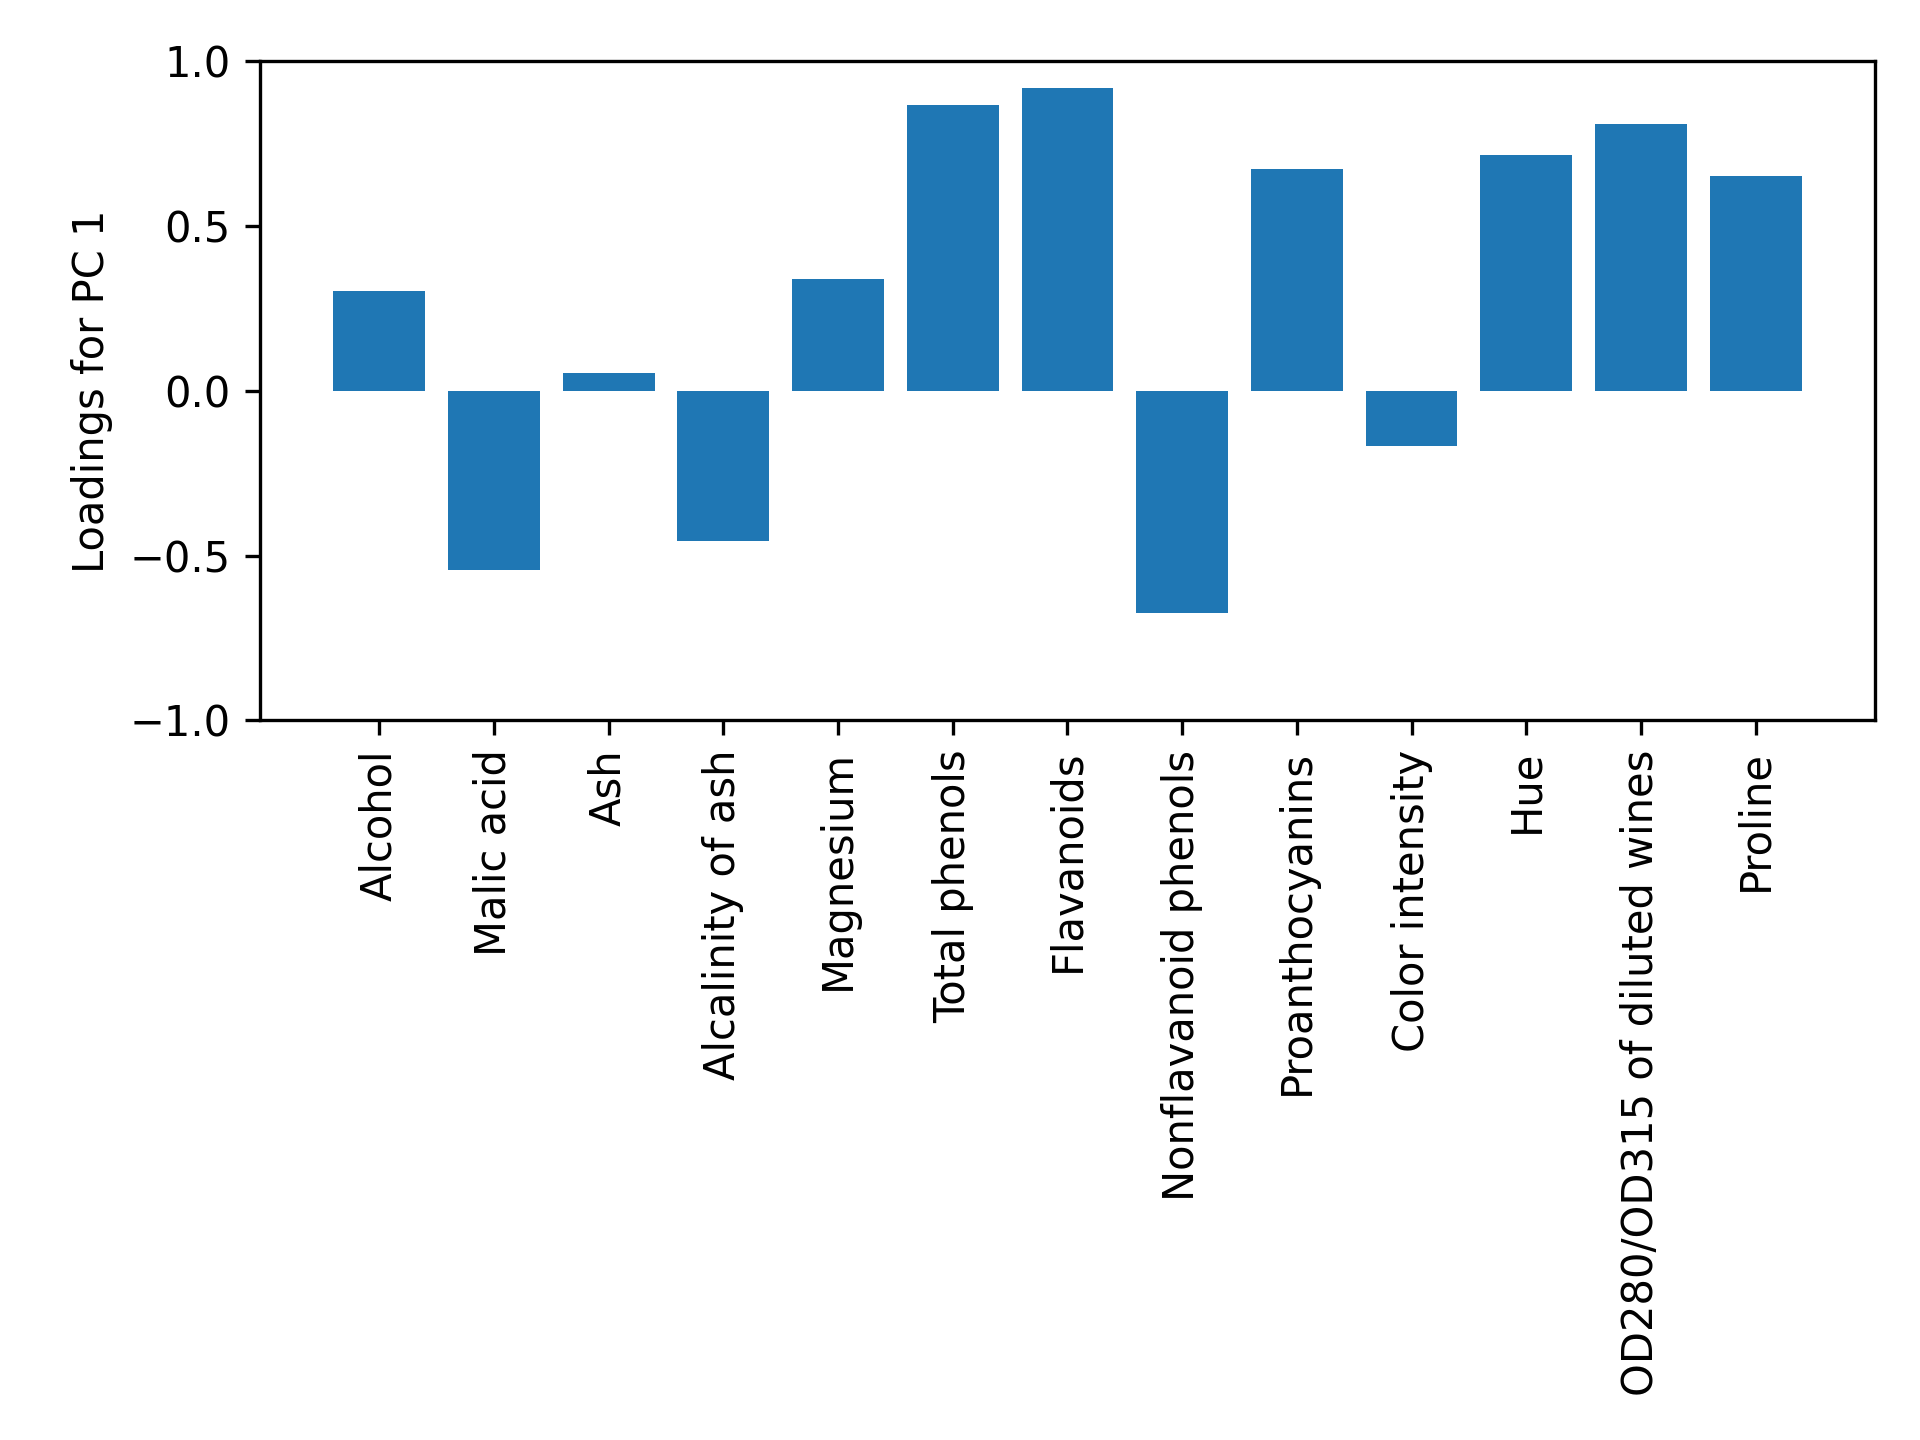 Loadings for PC 1
1.0
0.5
0.0
−0.5
−1.0
Alcohol
Malic acid
Ash
Alcalinity of ash
Magnesium
Total phenols
Flavanoids
Nonflavanoid phenols
Proanthocyanins
Color intensity
Hue
OD280/OD315 of diluted wines
Proline